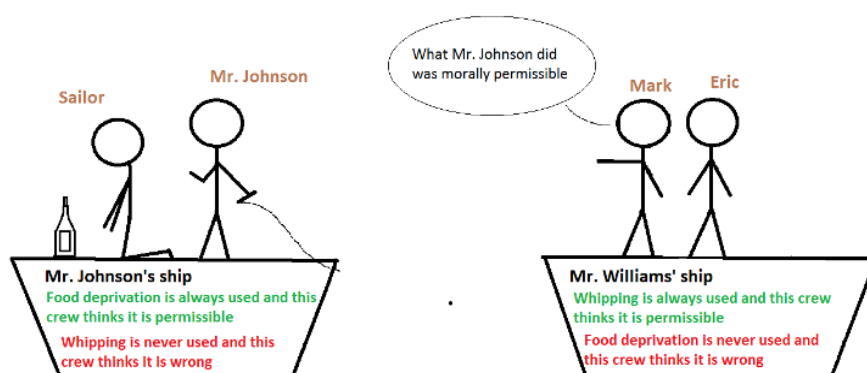 Sailor
Mr. Johnson
What Mr. Johnson did
was morally permissible
Mark
Eric
Mr. Johnson's ship
Food deprivation is always used and this
crew thinks it is permissible
Whipping is never used and this
crew thinks it is wrong
Mr. Williams' ship
Whipping is always used and this crew
thinks it is permissible
Food deprivation is never used and
this crew thinks it is wrong